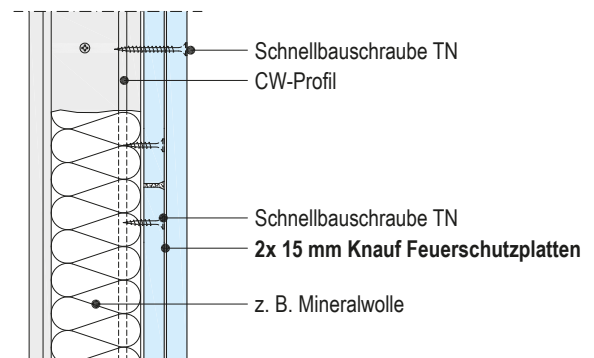 Schnellbauschraube TN
CW-Profil
Schnellbauschraube TN
2x 15 mm Knauf Feuerschutzplatten
z. B. Mineralwolle